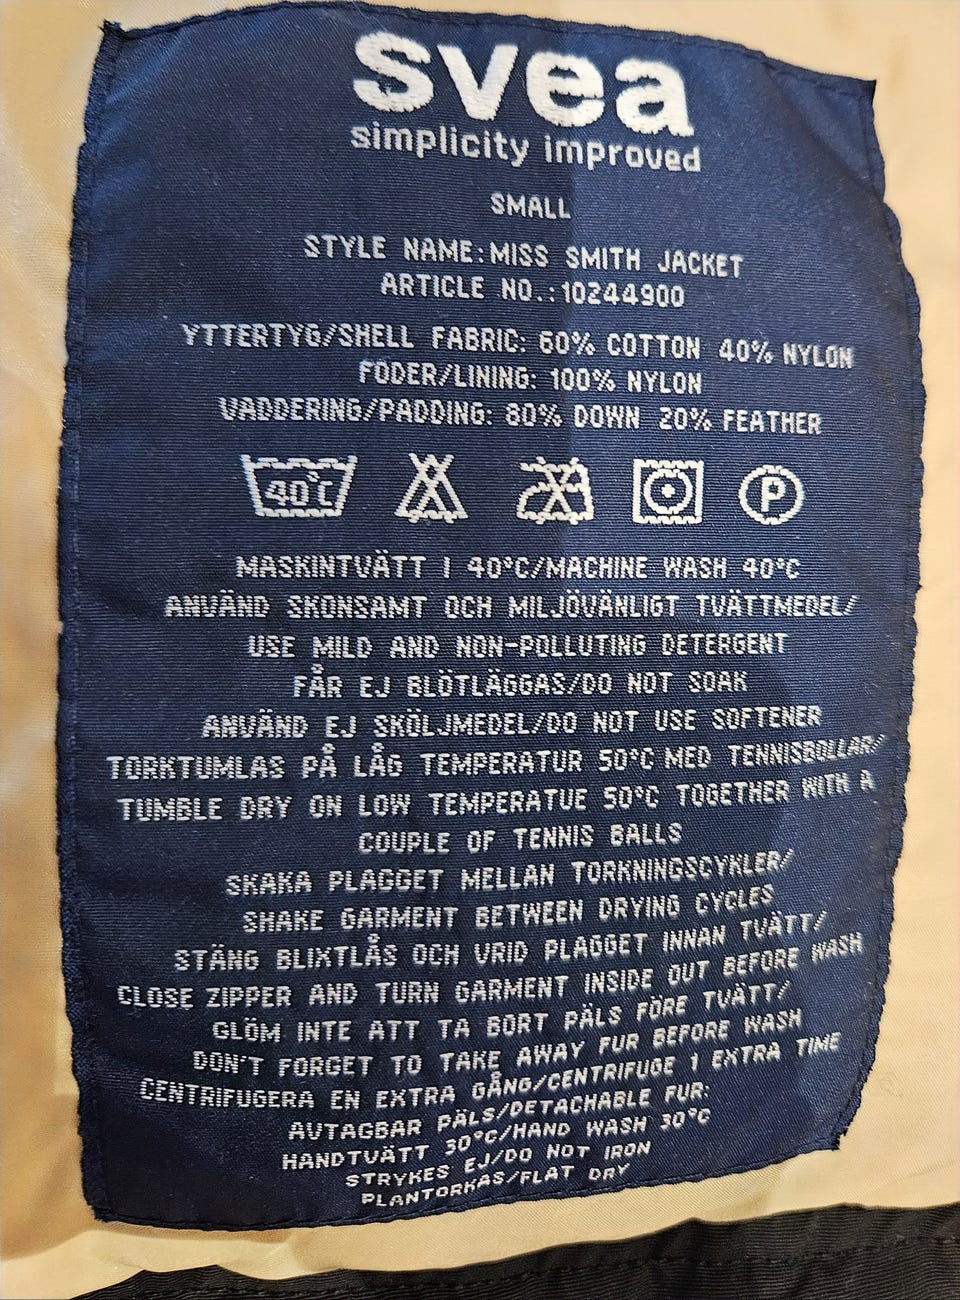 svea
simplicity improved
SMALL
STYLE NAME:MISS SMITH JACKET
ARTICLE NO.:10244900
YTTERTYG/SHELL FABRIC: 60% COTTON 40% NYLON
FODER/LINING: 100% NYLON
VADDERING/PADDING: 80% DOWN 20% FEATHER
40°C P
MASKINTVÄTT I 40°C/MACHINE WASH 40°C
ANVÄND SKONSAMT OCH MILJÖVÄNLIGT TVÄTTMEDEL/
USE MILD AND NON-POLLUTING DETERGENT
FÅR EJ BLÖTLÄGGAS/DO NOT SOAK
ANVÄND EJ SKÖLJMEDEL/DO NOT USE SOFTENER
TORKTUMLAS PÅ LÅG TEMPERATUR 50°C MED TENNISBOLLAR/
TUMBLE DRY ON LOW TEMPERATUE 50°C TOGETHER WITH A
COUPLE OF TENNIS BALLS
SKAKA PLAGGET MELLAN TORKNINGSCYKLER/
SHAKE GARMENT BETWEEN DRYING CYCLES
STÄNG BLIXTLÅS OCH VRID PLAGGET INNAN TVÄTT/
CLOSE ZIPPER AND TURN GARMENT INSIDE OUT BEFORE WASH
GLÖM INTE ATT TA BORT PÄLS FÖRE TVÄTT/
DON'T FORGET TO TAKE AWAY FUR BEFORE WASH
CENTRIFUGERA EN EXTRA GÅNG/CENTRIFUGE 1 EXTRA TIME
AVTAGBAR PÄLS/DETACHABLE FUR:
HANDTVÄTT 30°C/HAND WASH 30°C
STRYKES EJ/DO NOT IRON
PLANTORKAS/FLAT DRY